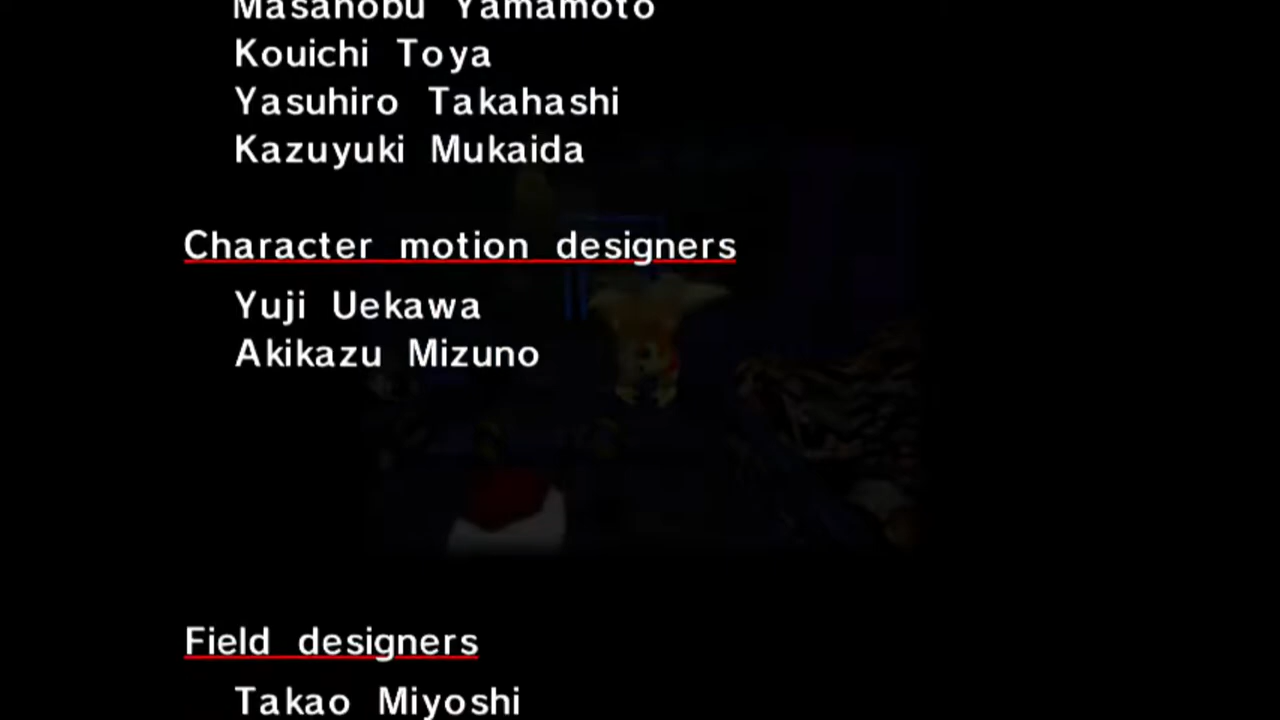 Masanobu Yamamoto
Kouichi Toya
Yasuhiro Takahashi
Kazuyuki Mukaida
Character motion designers
Yuji Uekawa
Akikazu Mizuno
Field designers
Takao Miyoshi